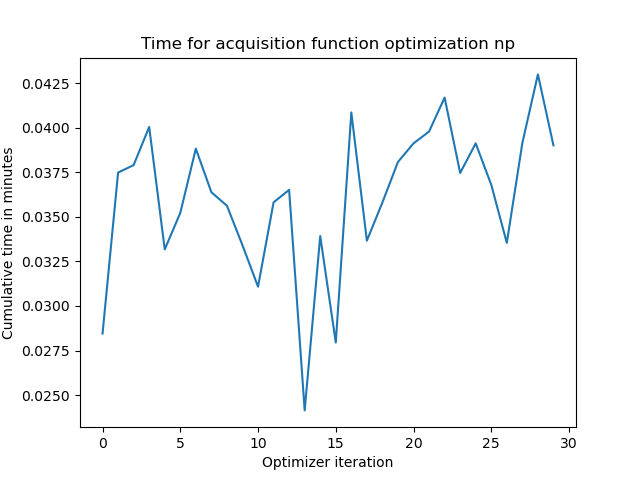 Time for acquisition function optimization np
Cumulative time in minutes
0.0425
0.0400
0.0375
0.0350
0.0325
0.0300
0.0275
0.0250
0 5 10 15 20 25 30
Optimizer iteration